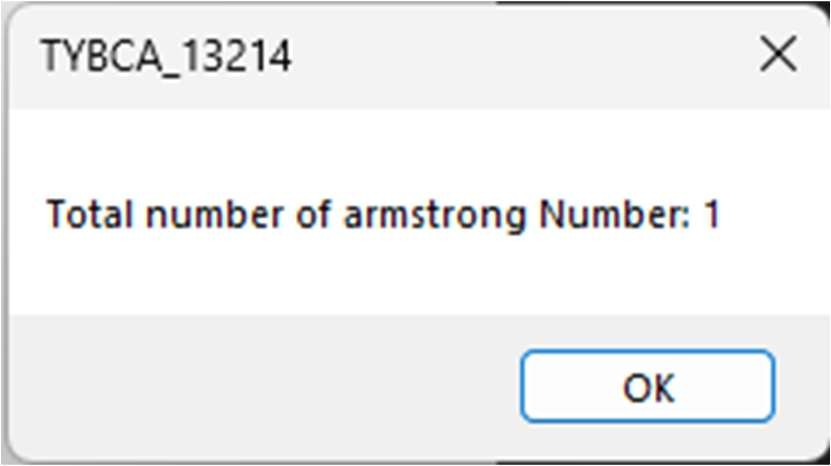 TYBCA_13214
Total number of armstrong Number: 1
OK